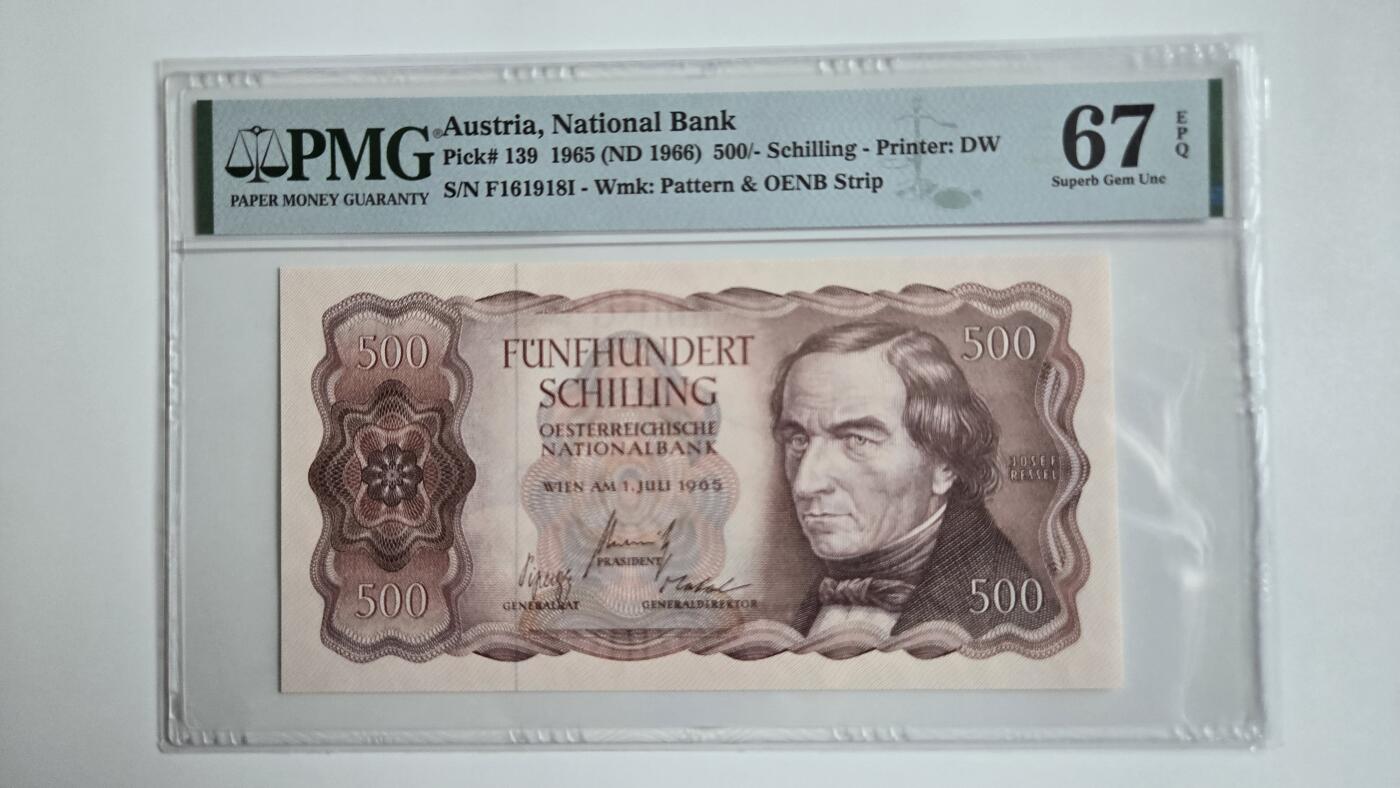 PMG®
PAPER MONEY GUARANTY
Austria, National Bank
Pick# 139 1965 (ND 1966) 500/- Schilling - Printer: DW
S/N F161918I - Wmk: Pattern & OENB Strip
67 EPQ
Superb Gem Unc
500
500
FÜNFHUNDERT
SCHILLING
OESTERREICHISCHE
NATIONALBANK
WIEN AM 1. JULI 1965
JOSEF
RESSEL
PRÄSIDENT
GENERALRAT
GENERALDIREKTOR
500
500